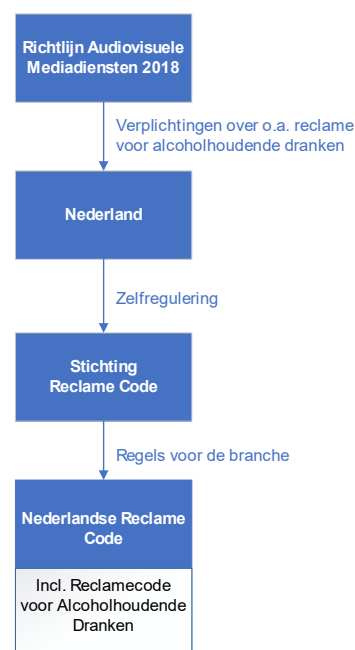 Richtlijn Audiovisuele
Mediadiensten 2018
Verplichtingen over o.a. reclame
voor alcoholhoudende dranken
Nederland
Zelfregulering
Stichting
Reclame Code
Regels voor de branche
Nederlandse Reclame
Code
Incl. Reclamecode
voor Alcoholhoudende
Dranken